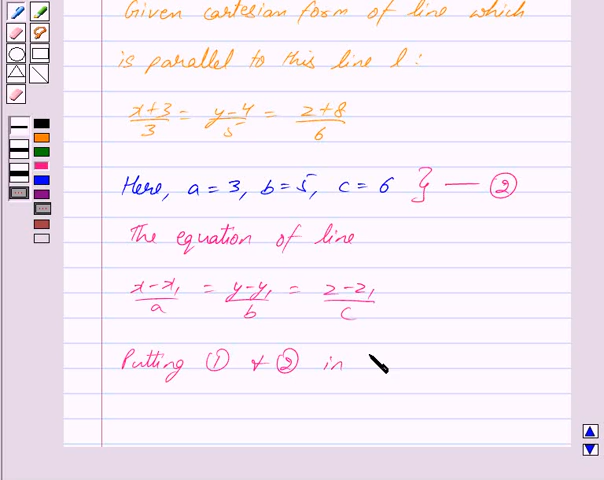 Given cartesian form of line which
is parallel to this line l :
x+3/3 = y-4/5 = z+8/6
Here, a = 3, b = 5, c = 6 } — ②
The equation of line
x-x₁/a = y-y₁/b = z-z₁/c
Putting ① & ② in